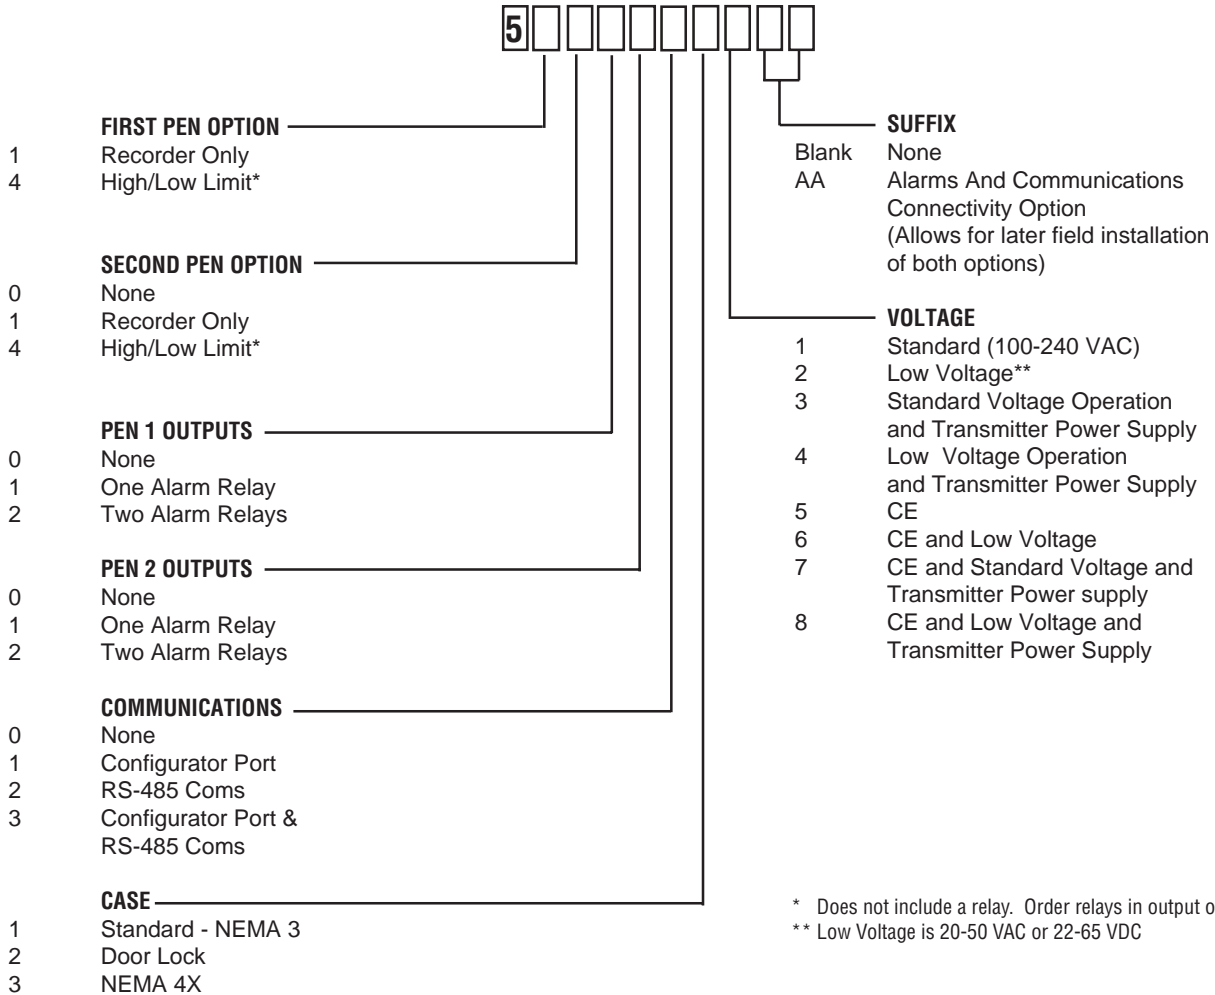 5
FIRST PEN OPTION
1 Recorder Only
4 High/Low Limit*
SECOND PEN OPTION
0 None
1 Recorder Only
4 High/Low Limit*
PEN 1 OUTPUTS
0 None
1 One Alarm Relay
2 Two Alarm Relays
PEN 2 OUTPUTS
0 None
1 One Alarm Relay
2 Two Alarm Relays
COMMUNICATIONS
0 None
1 Configurator Port
2 RS-485 Coms
3 Configurator Port &
RS-485 Coms
CASE
1 Standard - NEMA 3
2 Door Lock
3 NEMA 4X
SUFFIX
Blank None
AA Alarms And Communications
Connectivity Option
(Allows for later field installation
of both options)
VOLTAGE
1 Standard (100-240 VAC)
2 Low Voltage**
3 Standard Voltage Operation
and Transmitter Power Supply
4 Low Voltage Operation
and Transmitter Power Supply
5 CE
6 CE and Low Voltage
7 CE and Standard Voltage and
Transmitter Power supply
8 CE and Low Voltage and
Transmitter Power Supply
* Does not include a relay. Order relays in output o
** Low Voltage is 20-50 VAC or 22-65 VDC